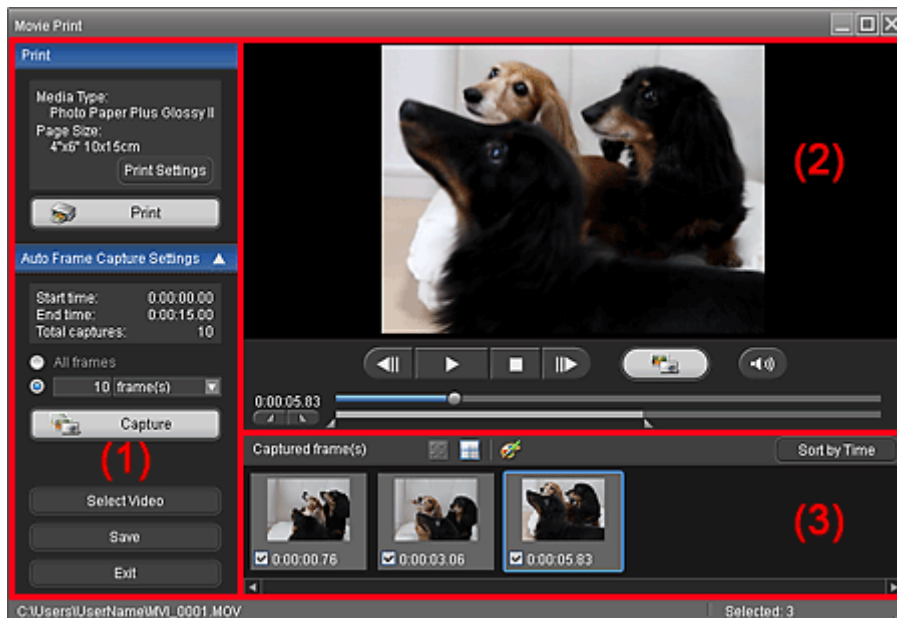 Movie Print
Print
Media Type:
Photo Paper Plus Glossy II
Page Size:
4"x6" 10x15cm
Print Settings
Print
Auto Frame Capture Settings
Start time: 0:00:00.00
End time: 0:00:15.00
Total captures: 10
All frames
10 frame(s)
Capture
(1)
Select Video
Save
Exit
(2)
0:00:05.83
Captured frame(s)
Sort by Time
0:00:00.76
0:00:03.06
0:00:05.83
(3)
C:\Users\UserName\MVI_0001.MOV
Selected: 3